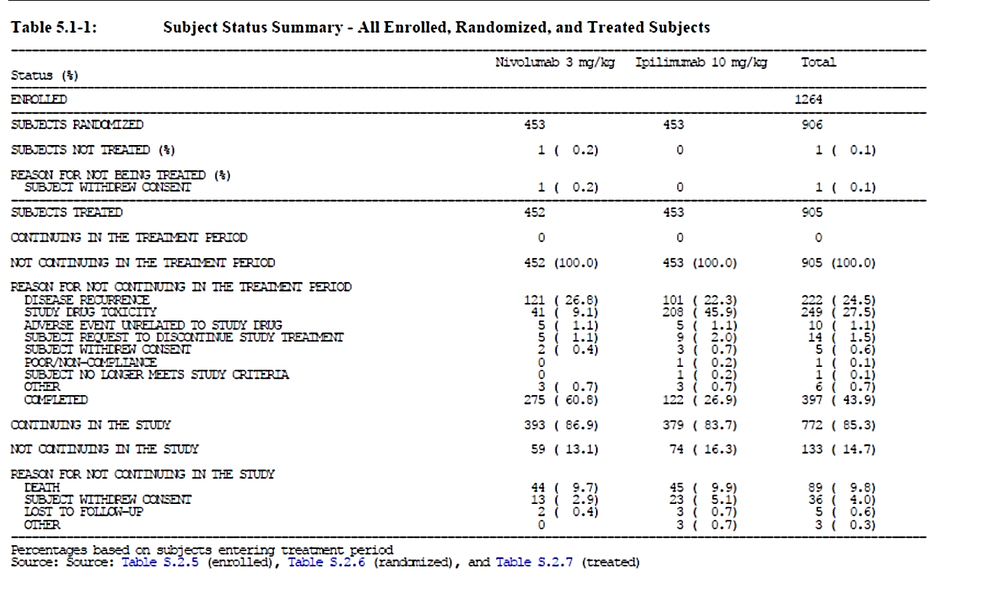 Table 5.1-1: Subject Status Summary - All Enrolled, Randomized, and Treated Subjects
Nivolumab 3 mg/kg Ipilimumab 10 mg/kg Total
Status (%)
ENROLLED 1264
SUBJECTS RANDOMIZED 453 453 906
SUBJECTS NOT TREATED (%) 1 ( 0.2) 0 1 ( 0.1)
REASON FOR NOT BEING TREATED (%)
SUBJECT WITHDREW CONSENT 1 ( 0.2) 0 1 ( 0.1)
SUBJECTS TREATED 452 453 905
CONTINUING IN THE TREATMENT PERIOD 0 0 0
NOT CONTINUING IN THE TREATMENT PERIOD 452 (100.0) 453 (100.0) 905 (100.0)
REASON FOR NOT CONTINUING IN THE TREATMENT PERIOD
DISEASE RECURRENCE 121 ( 26.8) 101 ( 22.3) 222 ( 24.5)
STUDY DRUG TOXICITY 41 ( 9.1) 208 ( 45.9) 249 ( 27.5)
ADVERSE EVENT UNRELATED TO STUDY DRUG 5 ( 1.1) 5 ( 1.1) 10 ( 1.1)
SUBJECT REQUEST TO DISCONTINUE STUDY TREATMENT 5 ( 1.1) 9 ( 2.0) 14 ( 1.5)
SUBJECT WITHDREW CONSENT 2 ( 0.4) 3 ( 0.7) 5 ( 0.6)
POOR/NON-COMPLIANCE 0 1 ( 0.2) 1 ( 0.1)
SUBJECT NO LONGER MEETS STUDY CRITERIA 0 1 ( 0.2) 1 ( 0.1)
OTHER 3 ( 0.7) 3 ( 0.7) 6 ( 0.7)
COMPLETED 275 ( 60.8) 122 ( 26.9) 397 ( 43.9)
CONTINUING IN THE STUDY 393 ( 86.9) 379 ( 83.7) 772 ( 85.3)
NOT CONTINUING IN THE STUDY 59 ( 13.1) 74 ( 16.3) 133 ( 14.7)
REASON FOR NOT CONTINUING IN THE STUDY
DEATH 44 ( 9.7) 45 ( 9.9) 89 ( 9.8)
SUBJECT WITHDREW CONSENT 13 ( 2.9) 23 ( 5.1) 36 ( 4.0)
LOST TO FOLLOW-UP 2 ( 0.4) 3 ( 0.7) 5 ( 0.6)
OTHER 0 3 ( 0.7) 3 ( 0.3)
Percentages based on subjects entering treatment period
Source: Source: Table S.2.5 (enrolled), Table S.2.6 (randomized), and Table S.2.7 (treated)